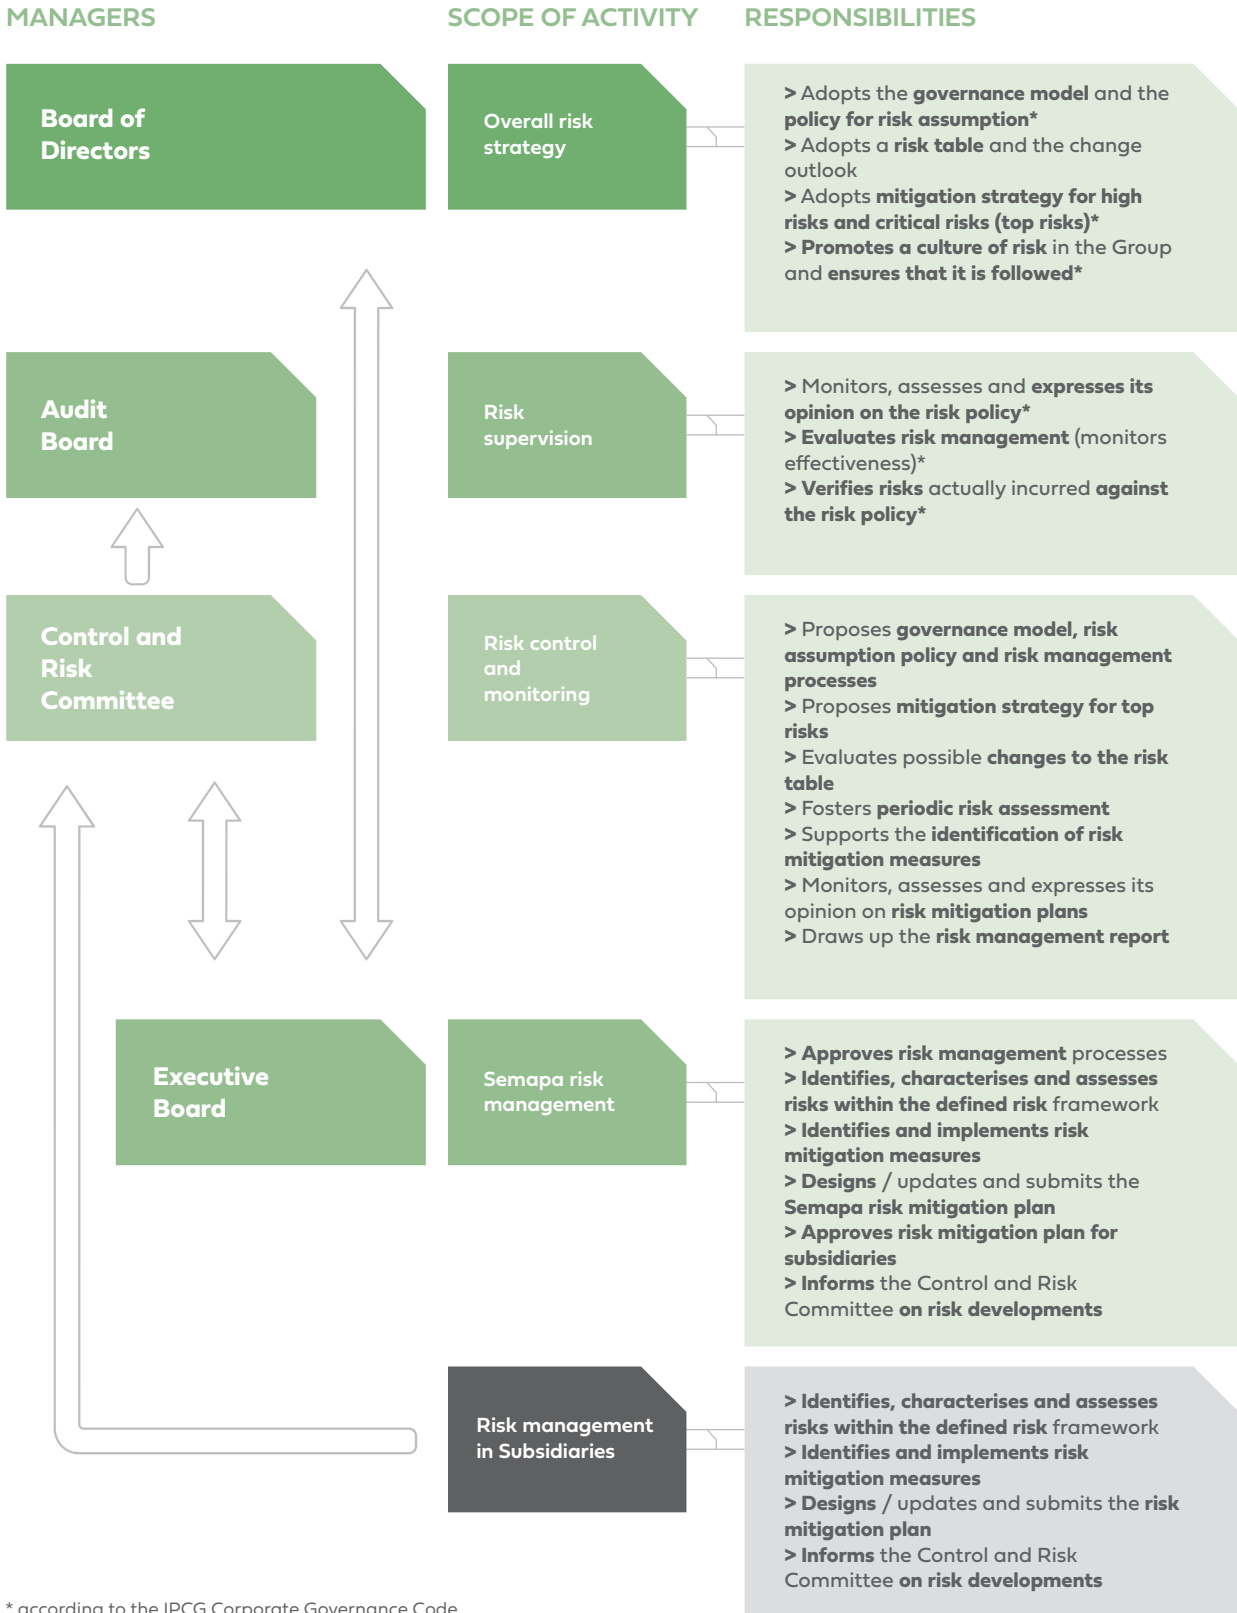 MANAGERS
SCOPE OF ACTIVITY
RESPONSIBILITIES
Board of
Directors
Overall risk
strategy
> Adopts the governance model and the
policy for risk assumption*
> Adopts a risk table and the change
outlook
> Adopts mitigation strategy for high
risks and critical risks (top risks)*
> Promotes a culture of risk in the Group
and ensures that it is followed*
Audit
Board
Risk
supervision
> Monitors, assesses and expresses its
opinion on the risk policy*
> Evaluates risk management (monitors
effectiveness)*
> Verifies risks actually incurred against
the risk policy*
Control and
Risk
Committee
Risk control
and
monitoring
> Proposes governance model, risk
assumption policy and risk management
processes
> Proposes mitigation strategy for top
risks
> Evaluates possible changes to the risk
table
> Fosters periodic risk assessment
> Supports the identification of risk
mitigation measures
> Monitors, assesses and expresses its
opinion on risk mitigation plans
> Draws up the risk management report
Executive
Board
Semapa risk
management
> Approves risk management processes
> Identifies, characterises and assesses
risks within the defined risk framework
> Identifies and implements risk
mitigation measures
> Designs / updates and submits the
Semapa risk mitigation plan
> Approves risk mitigation plan for
subsidiaries
> Informs the Control and Risk
Committee on risk developments
Risk management
in Subsidiaries
> Identifies, characterises and assesses
risks within the defined risk framework
> Identifies and implements risk
mitigation measures
> Designs / updates and submits the risk
mitigation plan
> Informs the Control and Risk
Committee on risk developments
* according to the IPCG Corporate Governance Code